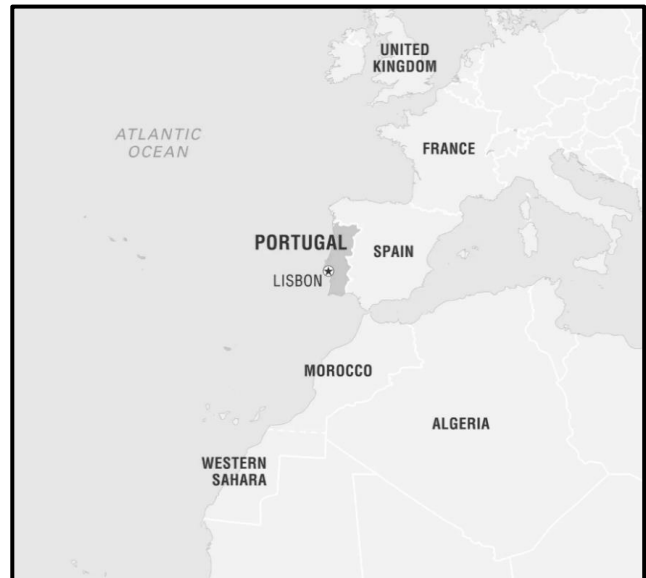 UNITED
KINGDOM
ATLANTIC
OCEAN
FRANCE
PORTUGAL
SPAIN
LISBON
MOROCCO
ALGERIA
WESTERN
SAHARA